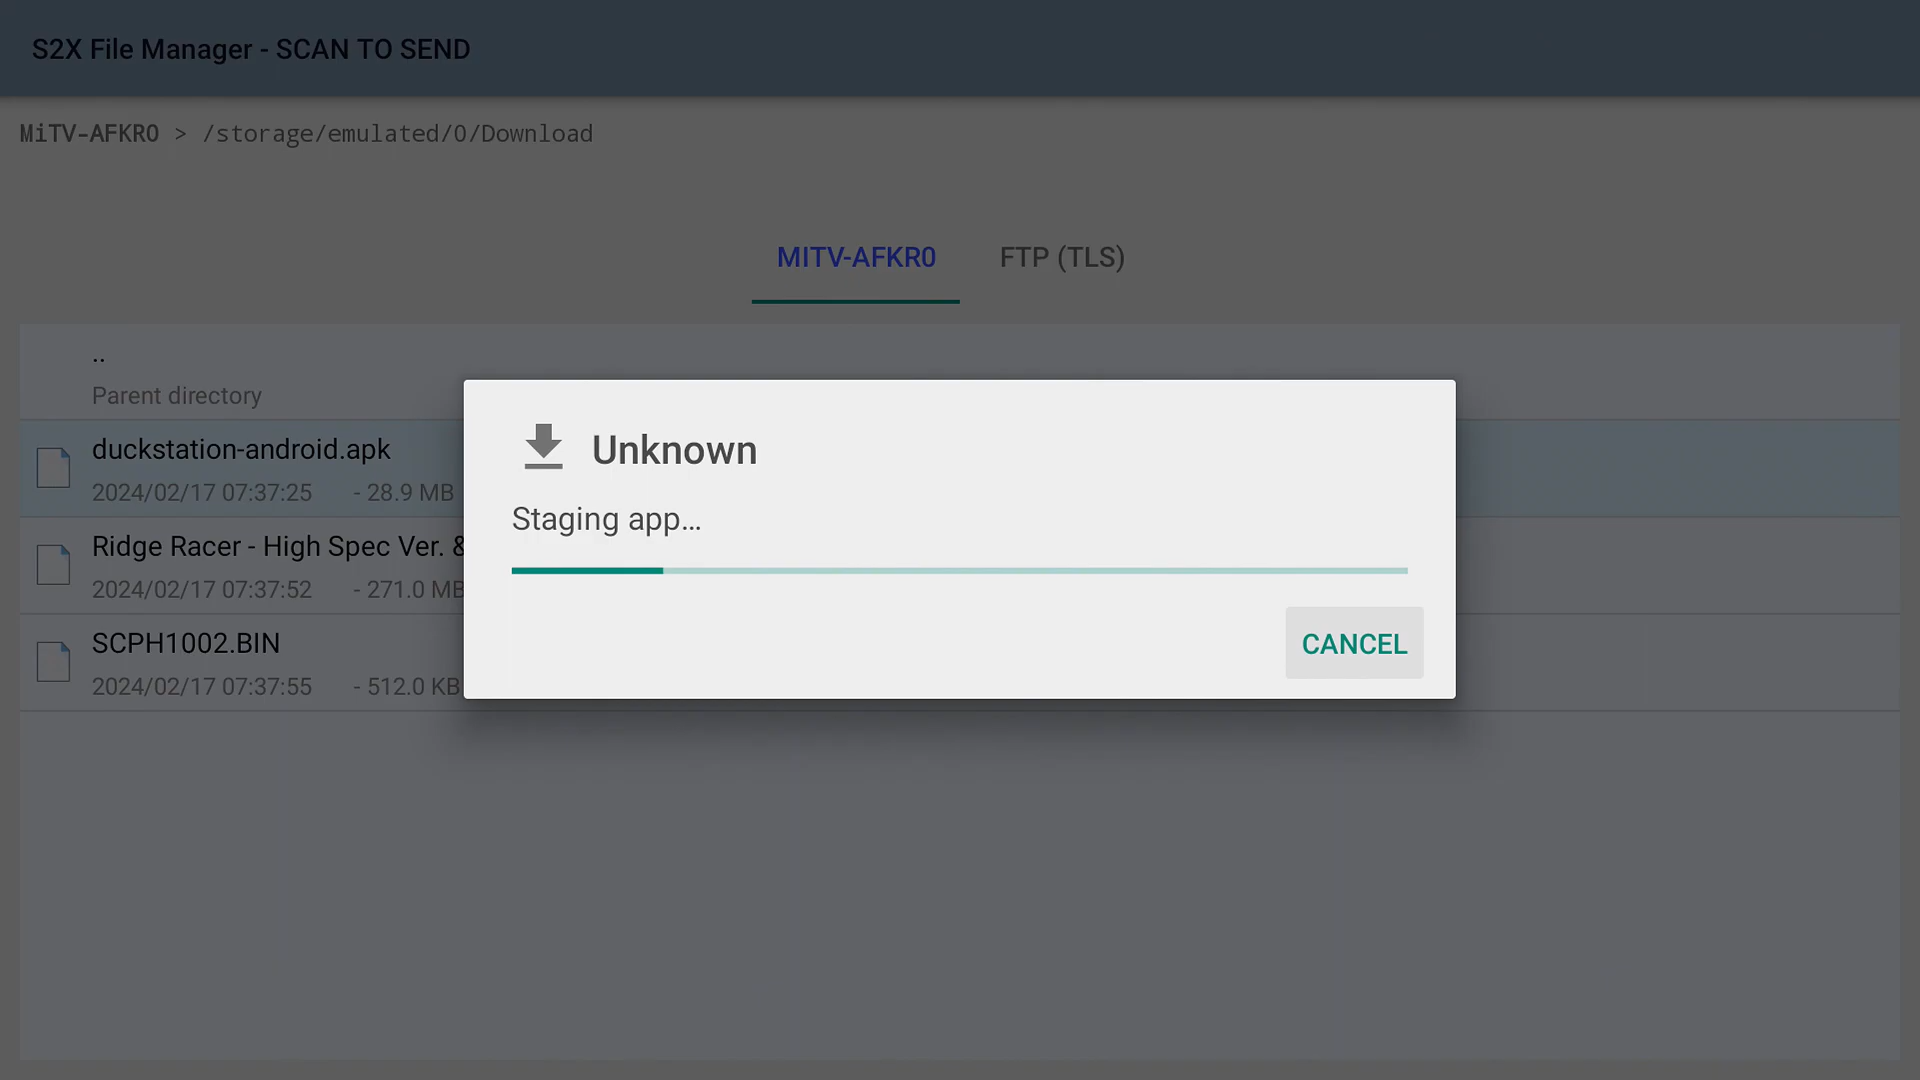 S2X File Manager - SCAN TO SEND
MiTV-AFKR0 > /storage/emulated/0/Download
MITV-AFKR0 FTP (TLS)
..
Parent directory
duckstation-android.apk
2024/02/17 07:37:25 - 28.9 MB
Ridge Racer - High Spec Ver. &
2024/02/17 07:37:52 - 271.0 MB
SCPH1002.BIN
2024/02/17 07:37:55 - 512.0 KB
Unknown
Staging app...
CANCEL